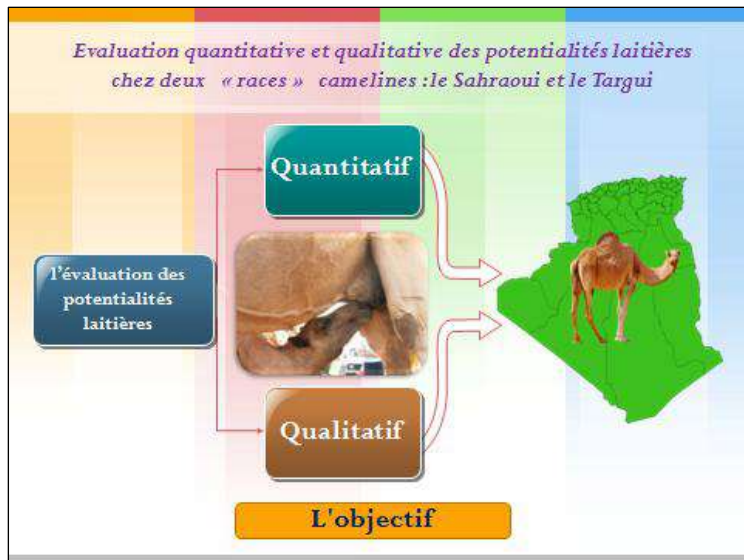 Evaluation quantitative et qualitative des potentialités laitières
chez deux « races » camelines :le Sahraoui et le Targui
Quantitatif
l'évaluation des
potentialités
laitières
Qualitatif
L'objectif